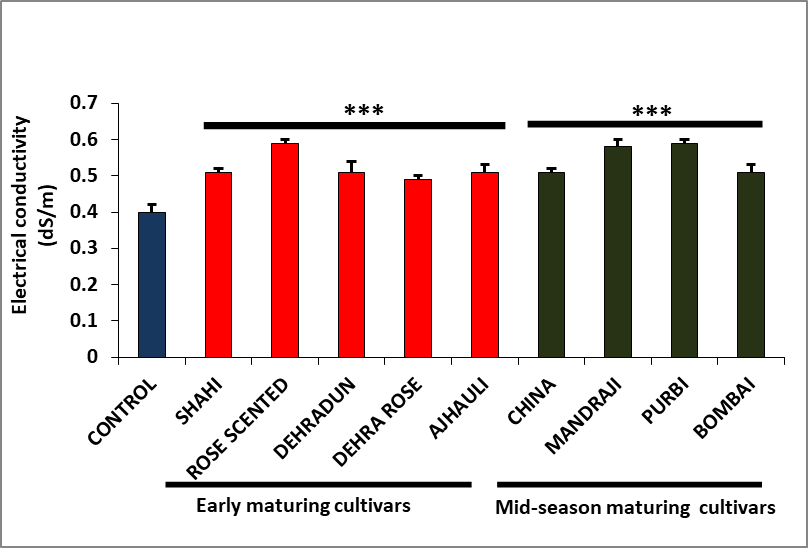 Electrical conductivity
(dS/m)
0.7
0.6
0.5
0.4
0.3
0.2
0.1
0
***
***
CONTROL
SHAHI
ROSE SCENTED
DEHRADUN
DEHRA ROSE
AJHAULI
CHINA
MANDRAJI
PURBI
BOMBAI
Early maturing cultivars
Mid-season maturing  cultivars